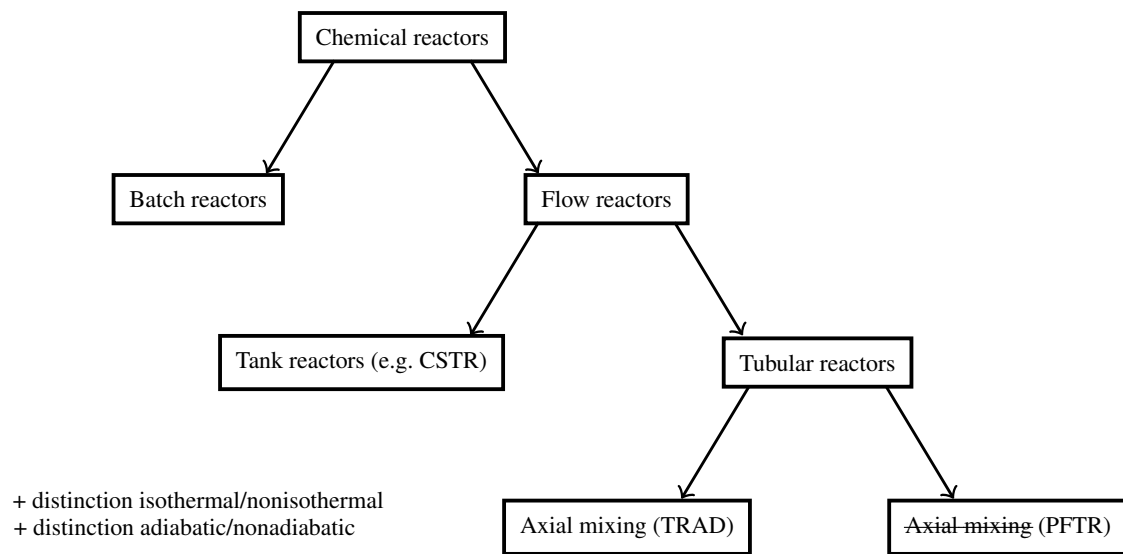 Chemical reactors
Batch reactors
Flow reactors
Tank reactors (e.g. CSTR)
Tubular reactors
+ distinction isothermal/nonisothermal
+ distinction adiabatic/nonadiabatic
Axial mixing (TRAD)
Axial mixing (PFTR)